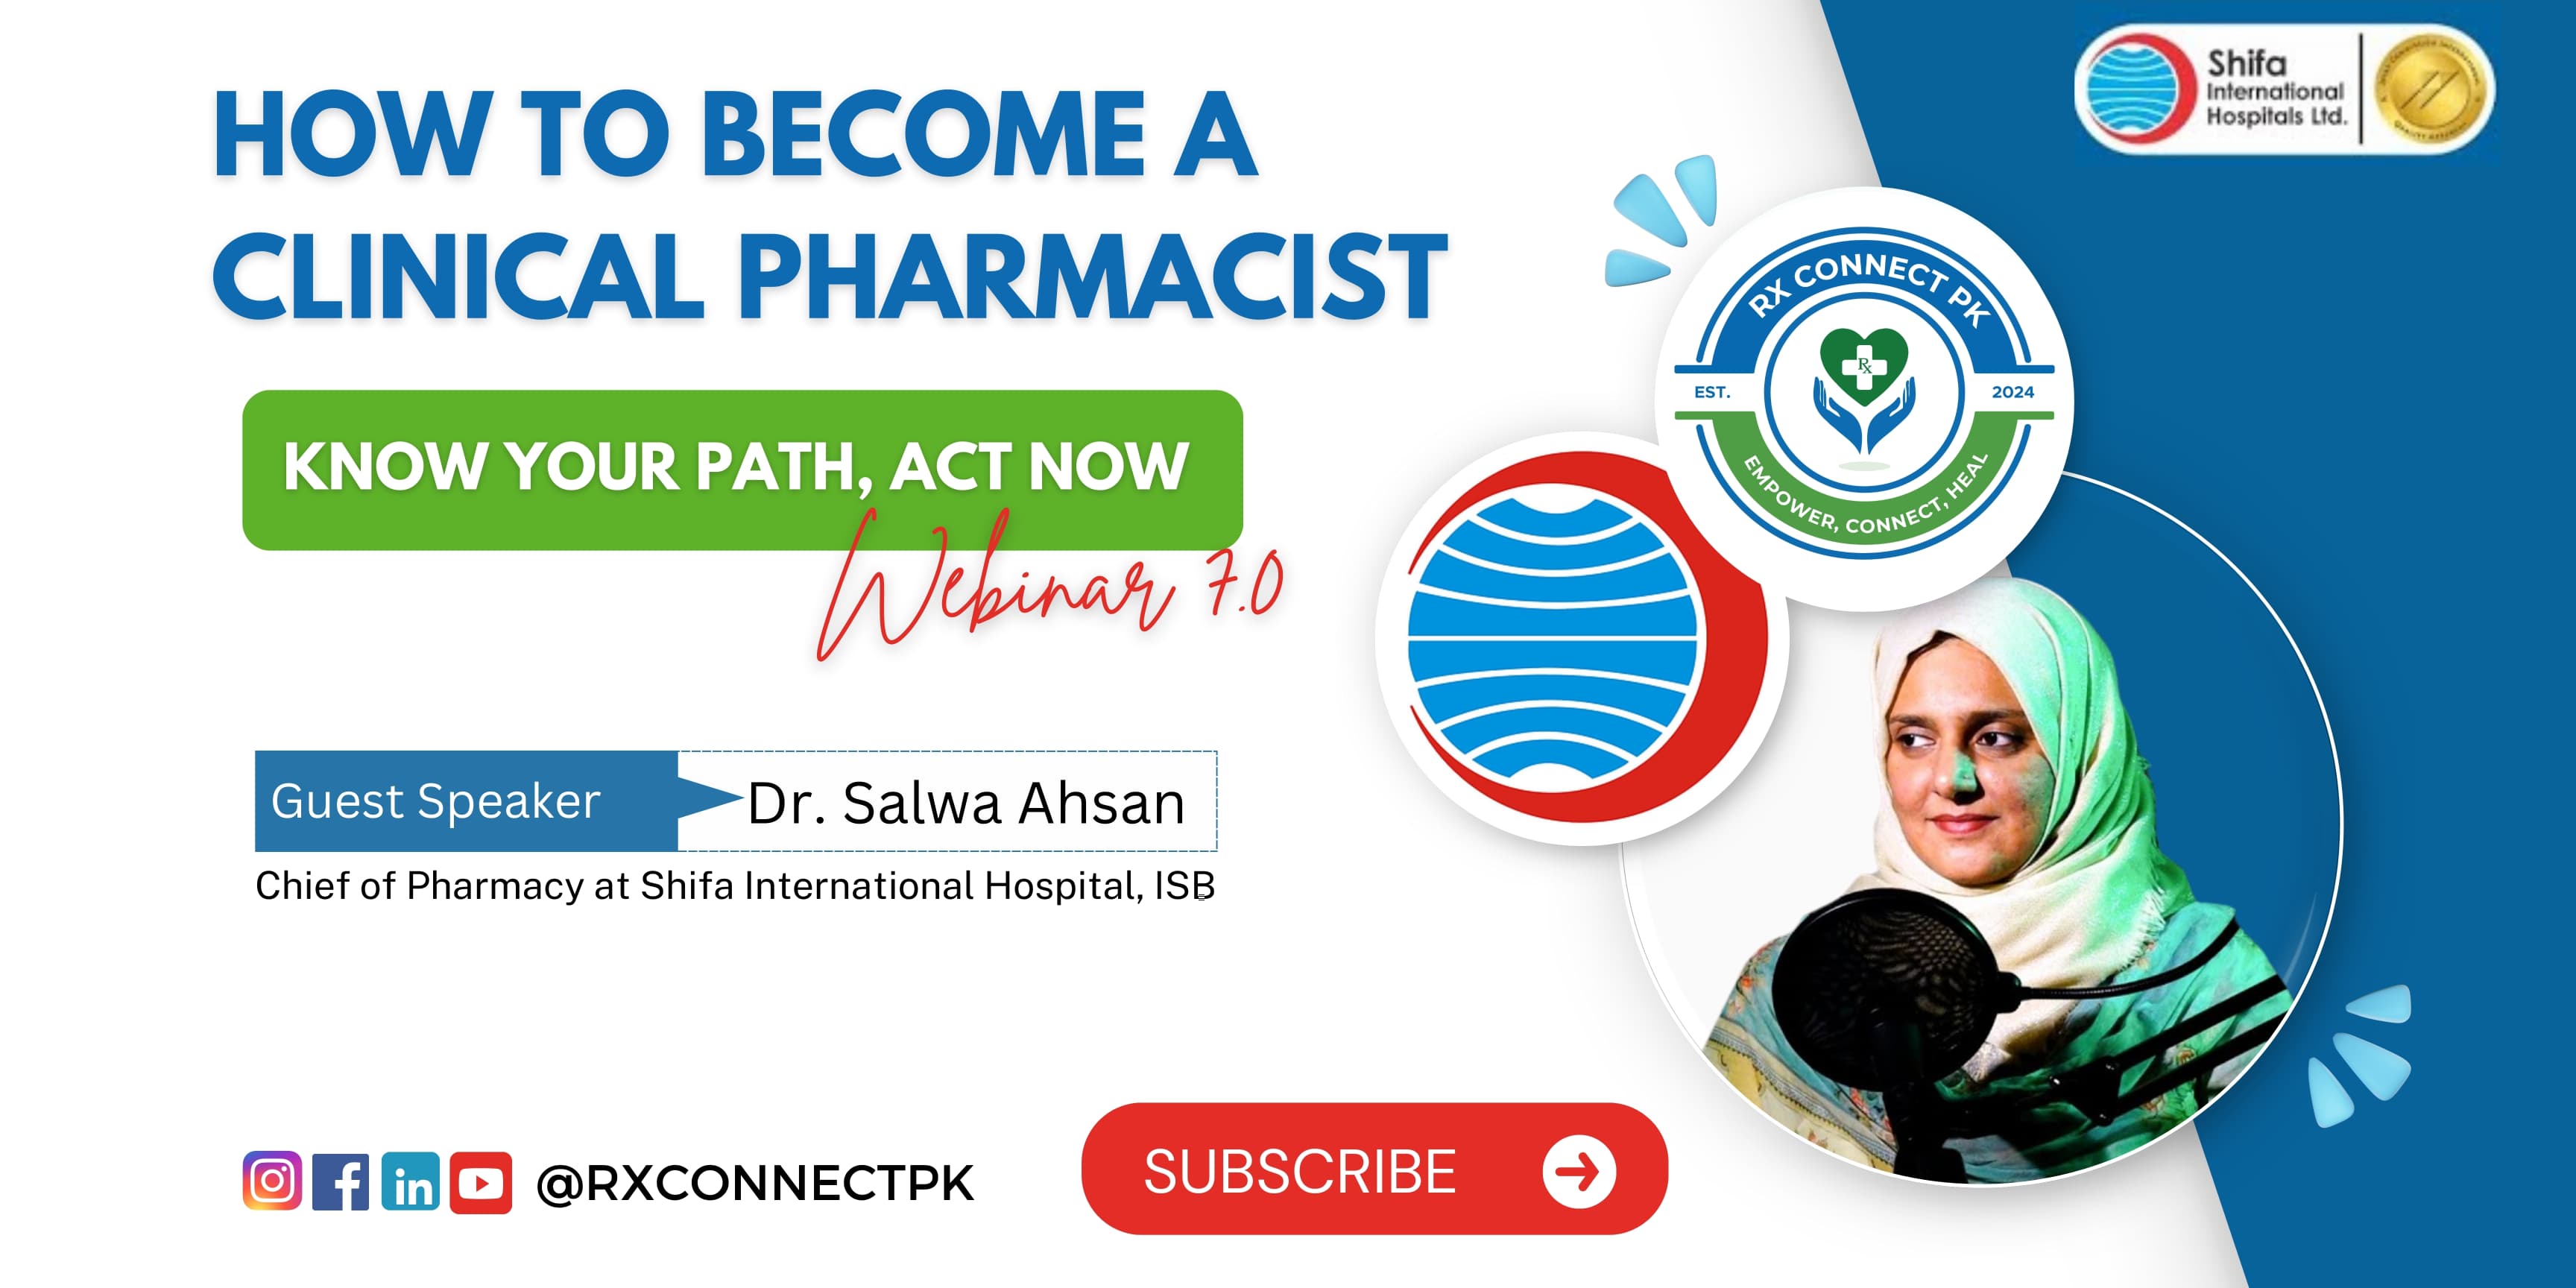 HOW TO BECOME A
CLINICAL PHARMACIST
KNOW YOUR PATH, ACT NOW
Webinar 7.0
Guest Speaker
Dr. Salwa Ahsan
Chief of Pharmacy at Shifa International Hospital, ISB
@RXCONNECTPK
SUBSCRIBE
Shifa
International
Hospitals Ltd.
RX CONNECT PK
Rx
EST.
2024
EMPOWER, CONNECT, HEAL